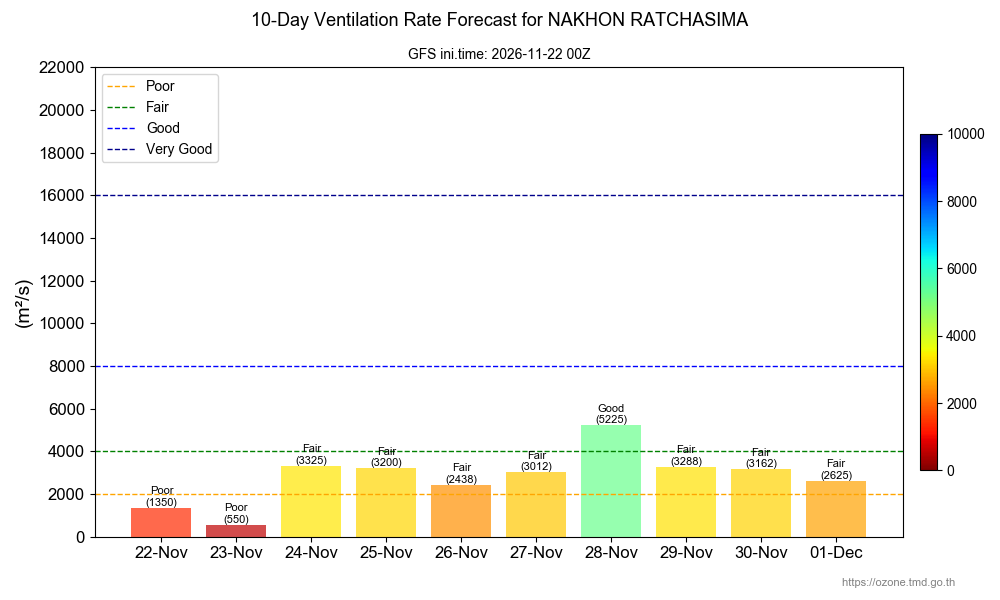 10-Day Ventilation Rate Forecast for NAKHON RATCHASIMA
GFS ini.time: 2026-11-22 00Z
(m²/s)
22000
20000
18000
16000
14000
12000
10000
8000
6000
4000
2000
0
Poor
Fair
Good
Very Good
Poor
(1350)
Poor
(550)
Fair
(3325)
Fair
(3200)
Fair
(2438)
Fair
(3012)
Good
(5225)
Fair
(3288)
Fair
(3162)
Fair
(2625)
22-Nov
23-Nov
24-Nov
25-Nov
26-Nov
27-Nov
28-Nov
29-Nov
30-Nov
01-Dec
10000
8000
6000
4000
2000
0
https://ozone.tmd.go.th